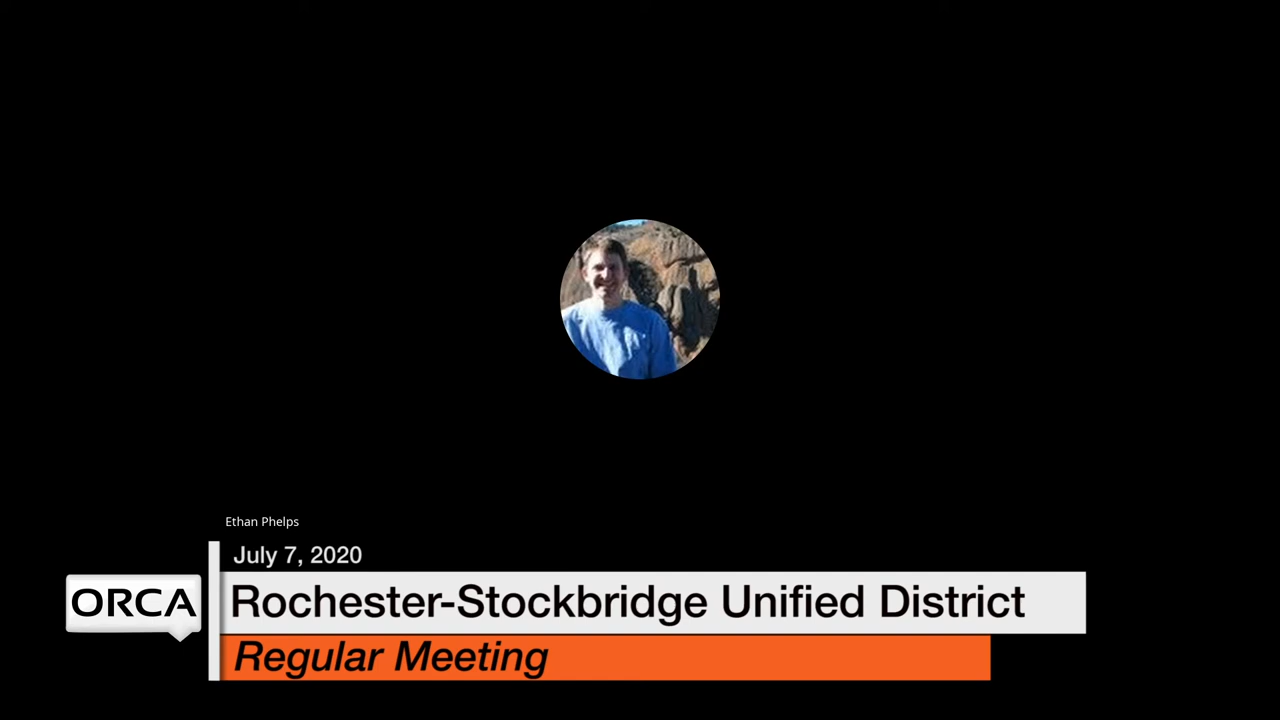 Ethan Phelps
July 7, 2020
ORCA
Rochester-Stockbridge Unified District
Regular Meeting